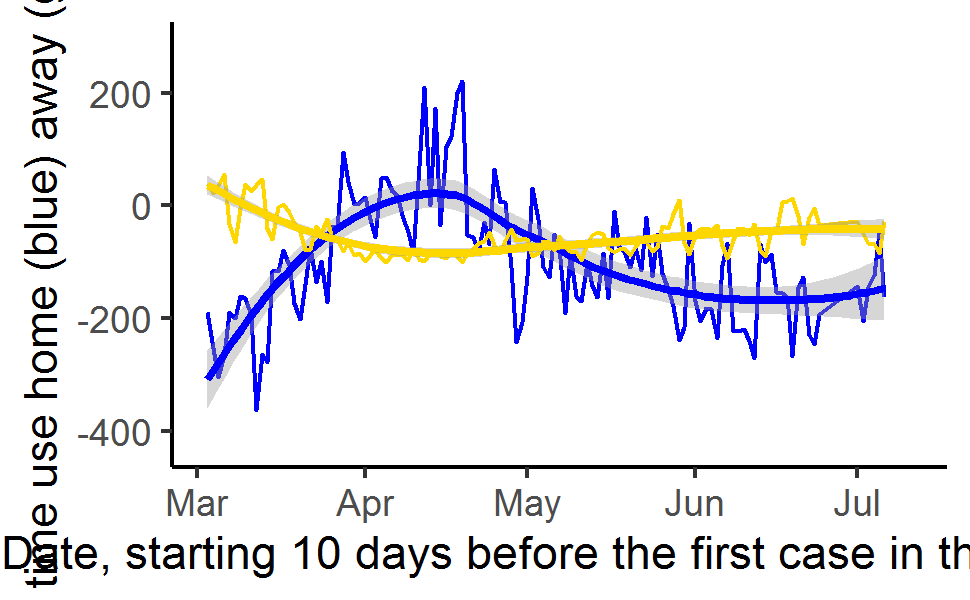 time use home (blue) away (
200
0
-200
-400
Mar Apr May Jun Jul
Date, starting 10 days before the first case in th